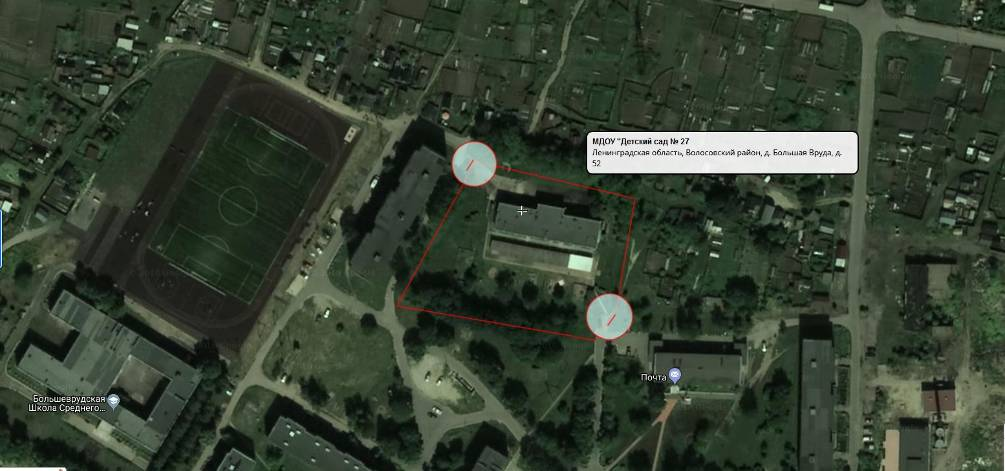 МДОУ "Детский сад № 27
Ленинградская область, Волосовский район, д. Большая Вруда, д.
52
Почта
Большеврудская
Школа Среднего...